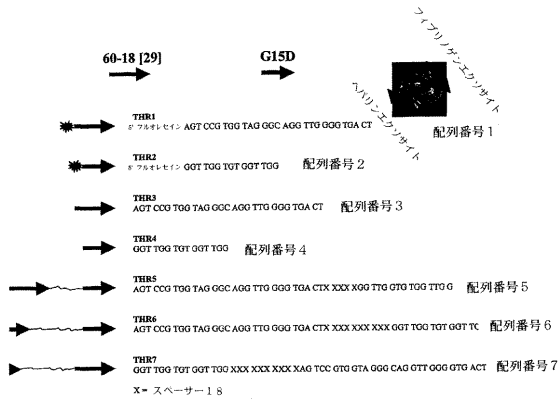 60-18 [29]
G15D
フィブリノゲンエクソサイト
ヘパリンエクソサイト
THR1
5' フルオレセイン AGT CCG TGG TAG GGC AGG TTG GGG TGA CT
配列番号1
THR2
5' フルオレセイン GGT TGG TGT GGT TGG
配列番号2
THR3
AGT CCG TGG TAG GGC AGG TTG GGG TGA CT
配列番号3
THR4
GGT TGG TGT GGT TGG
配列番号4
THR5
AGT CCG TGG TAG GGC AGG TTG GGG TGA CTX XXX XGG TTG GTG TGG TTG G
配列番号5
THR6
AGT CCG TGG TAG GGC AGG TTG GGG TGA CTX XXX XXX XXX GGT TGG TGT GGT TG
配列番号6
THR7
GGT TGG TGT GGT TGG XXX XXX XXX XAG TCC GTG GTA GGG CAG GTT GGG GTG ACT
配列番号7
X= スペーサー18